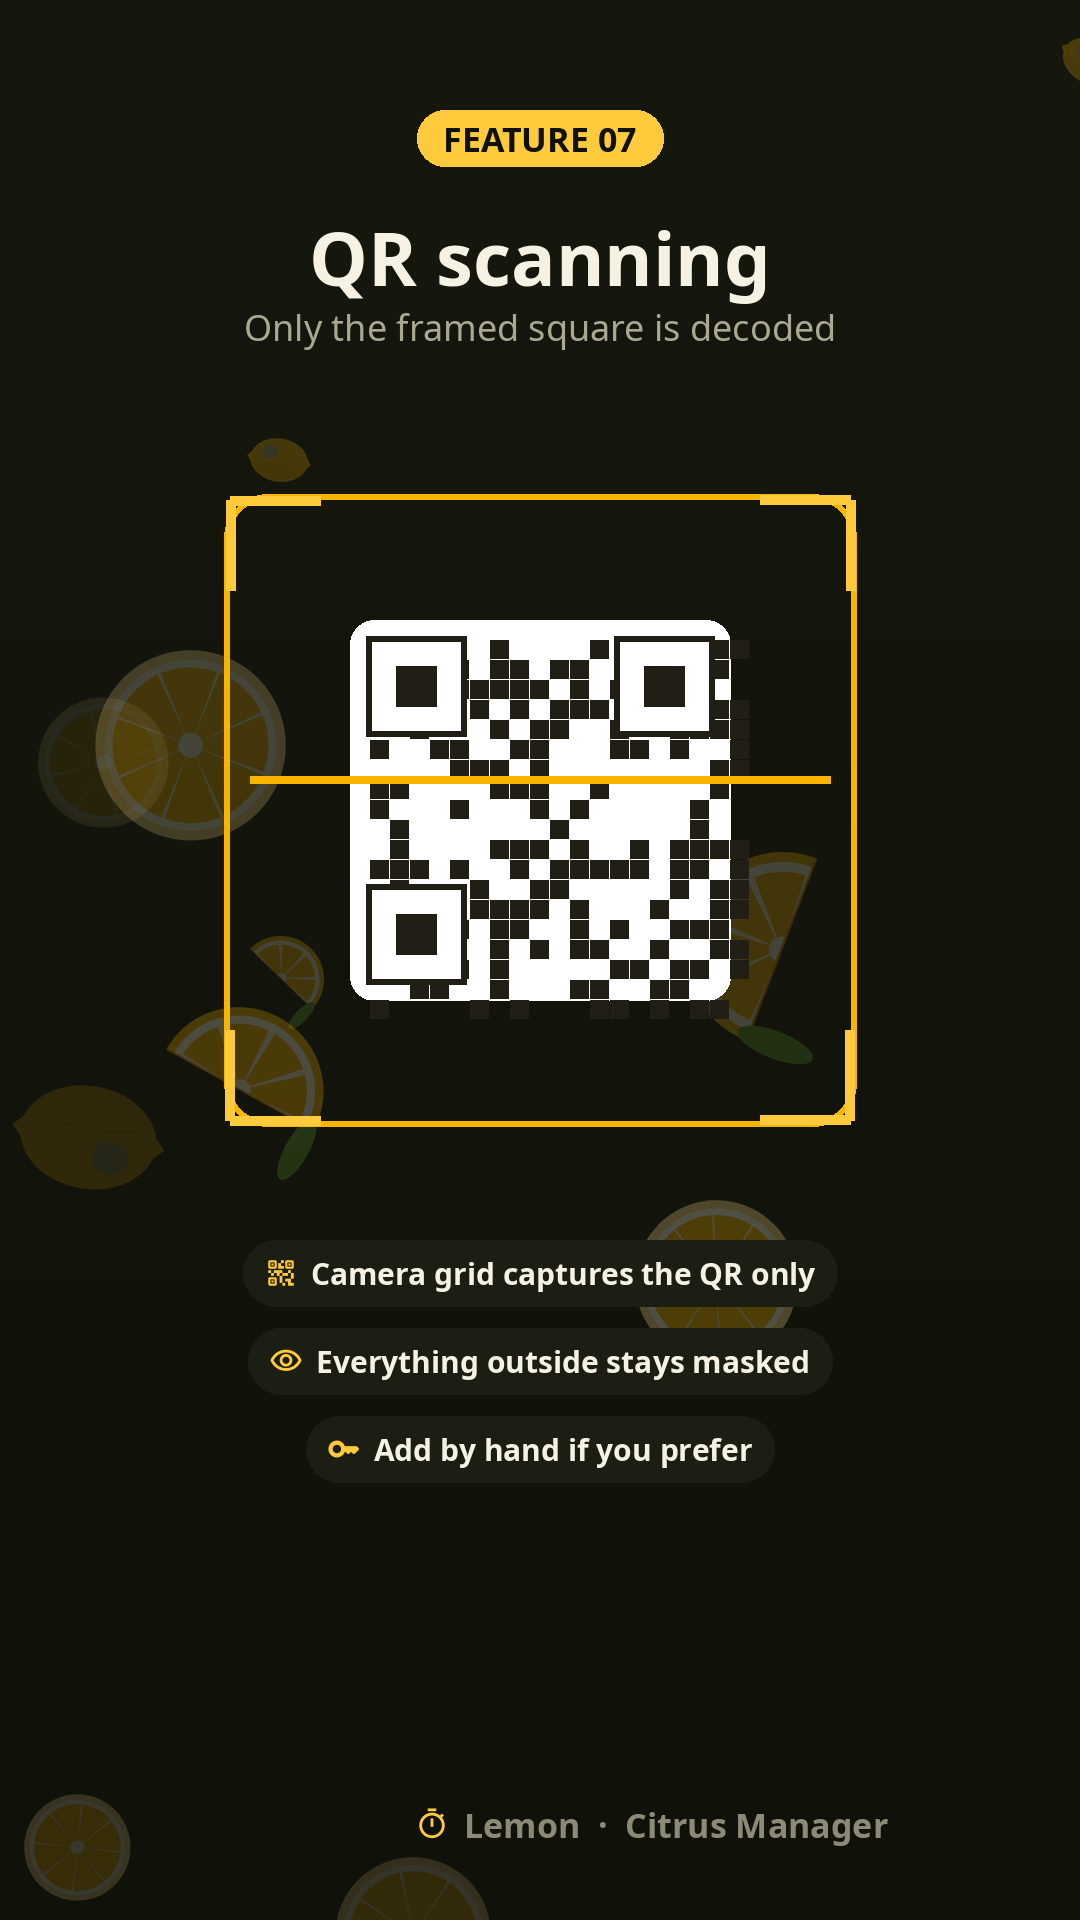 FEATURE 07
QR scanning
Only the framed square is decoded
Camera grid captures the QR only
Everything outside stays masked
Add by hand if you prefer
Lemon · Citrus Manager